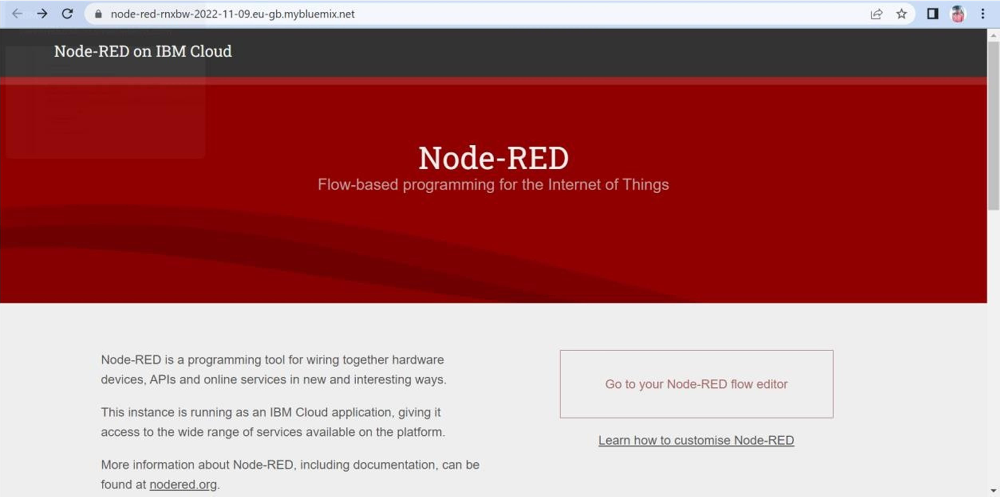 node-red-rnxbw-2022-11-09.eu-gb.mybluemix.net
Node-RED on IBM Cloud
Node-RED
Flow-based programming for the Internet of Things
Node-RED is a programming tool for wiring together hardware
devices, APIs and online services in new and interesting ways.
This instance is running as an IBM Cloud application, giving it
access to the wide range of services available on the platform.
More information about Node-RED, including documentation, can be
found at nodered.org.
Go to your Node-RED flow editor
Learn how to customise Node-RED